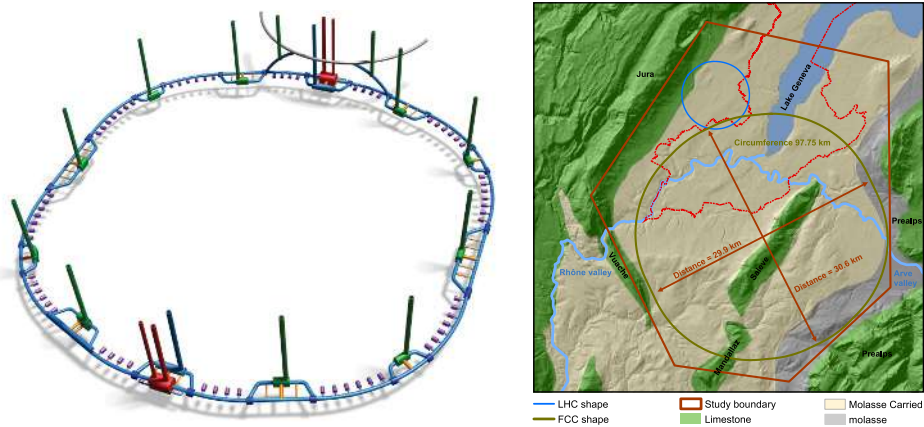 Jura
Lake Geneva
Circumference 97.75 km
Prealps
Distance = 29.9 km
Salève
Vuache
Rhône valley
Distance = 30.6 km
Arve
valley
Mandallaz
Prealps
LHC shape
Study boundary
Molasse Carried
FCC shape
Limestone
molasse